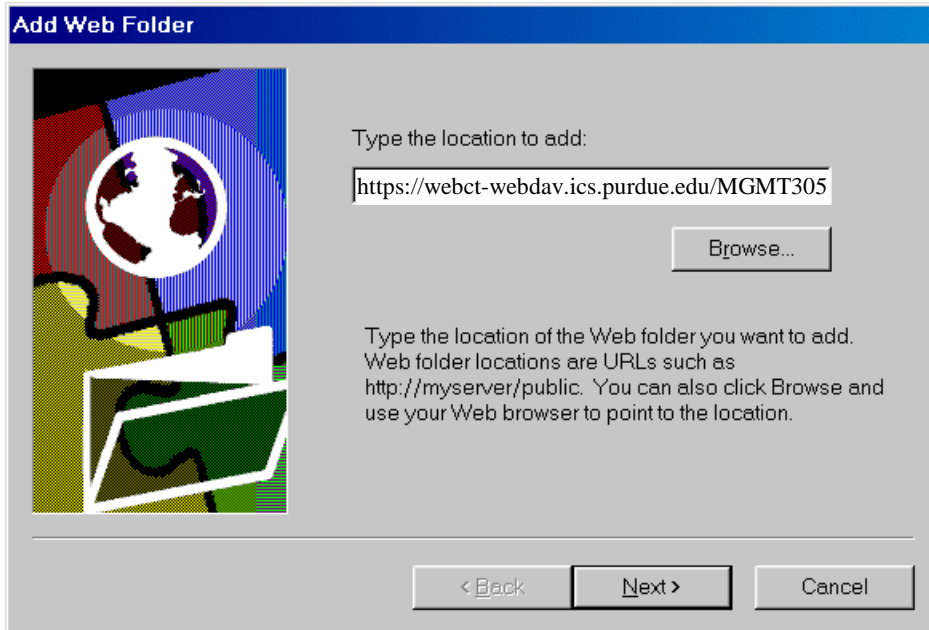 Add Web Folder
Type the location to add:
https://webct-webdav.ics.purdue.edu/MGMT305
Browse...
Type the location of the Web folder you want to add.
Web folder locations are URLs such as
http://myserver/public. You can also click Browse and
use your Web browser to point to the location.
< Back
Next >
Cancel